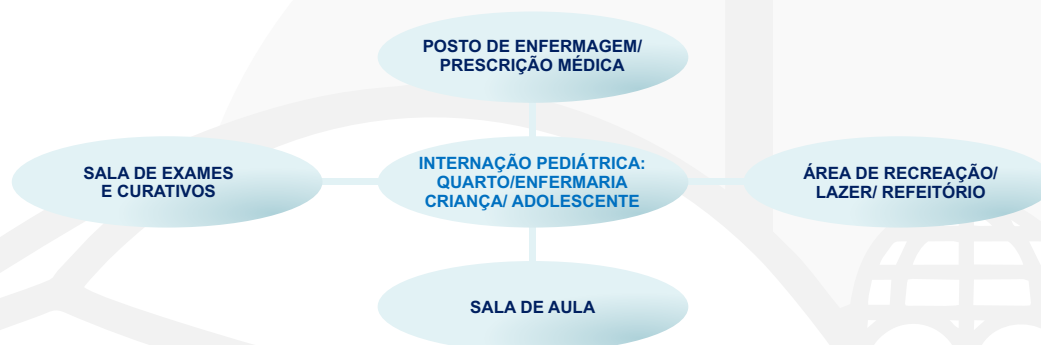 POSTO DE ENFERMAGEM/
PRESCRIÇÃO MÉDICA
SALA DE EXAMES
E CURATIVOS
INTERNAÇÃO PEDIÁTRICA:
QUARTO/ENFERMARIA
CRIANÇA/ ADOLESCENTE
ÁREA DE RECREAÇÃO/
LAZER/ REFEITÓRIO
SALA DE AULA